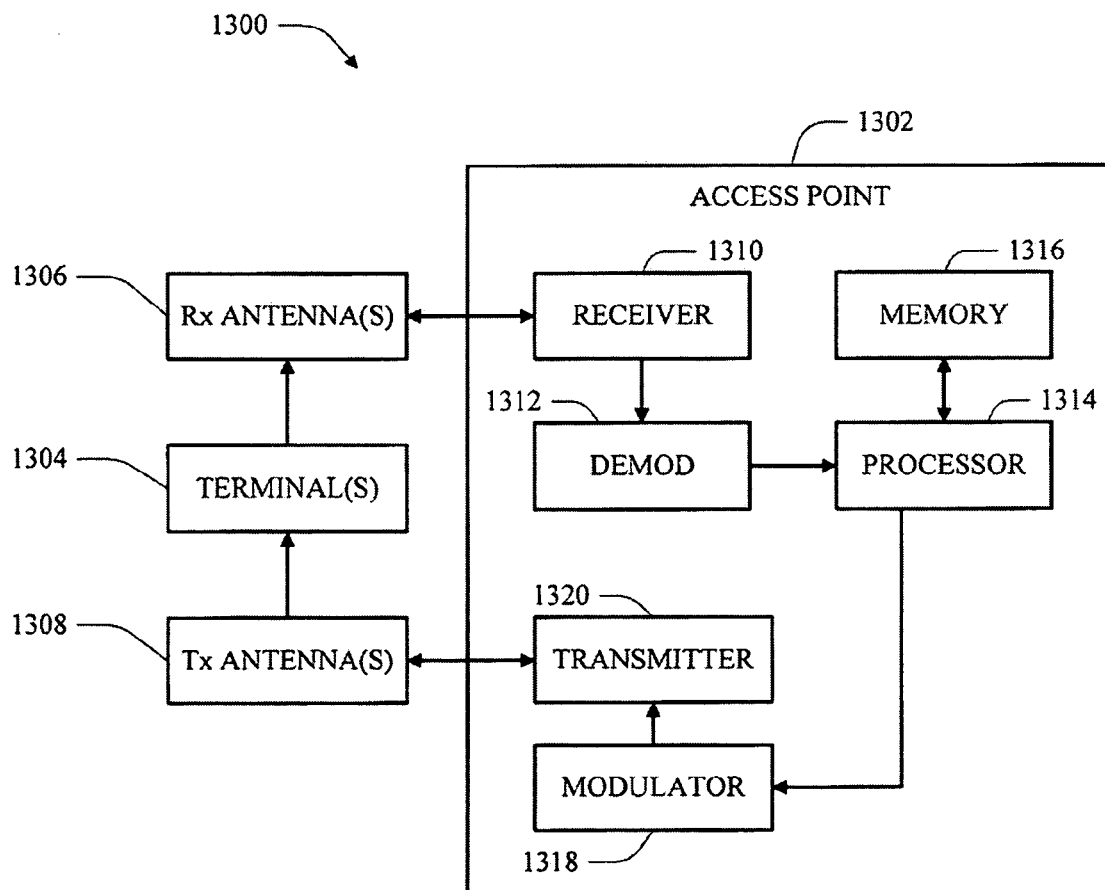 1300
1302
ACCESS POINT
1310
1316
1306
Rx ANTENNA(S)
RECEIVER
MEMORY
1312
1314
1304
TERMINAL(S)
DEMOD
PROCESSOR
1320
1308
Tx ANTENNA(S)
TRANSMITTER
MODULATOR
1318